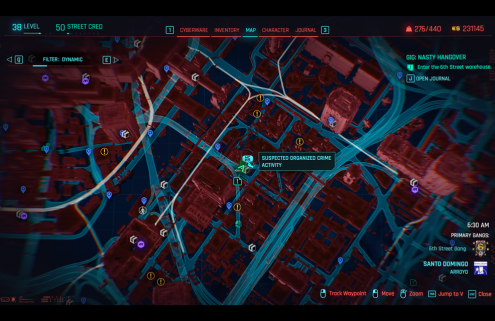 38 LEVEL
50 STREET CRED
1 CYBERWARE INVENTORY MAP CHARACTER JOURNAL 3
276/440
231145
Q FILTER: DYNAMIC E
GIG: NASTY HANGOVER
Enter the 6th Street warehouse.
J OPEN JOURNAL
SUSPECTED ORGANIZED CRIME
ACTIVITY
6:30 AM
PRIMARY GANGS:
6th Street Gang
SANTO DOMINGO
ARROYO
Track Waypoint Move Zoom Jump to V Close